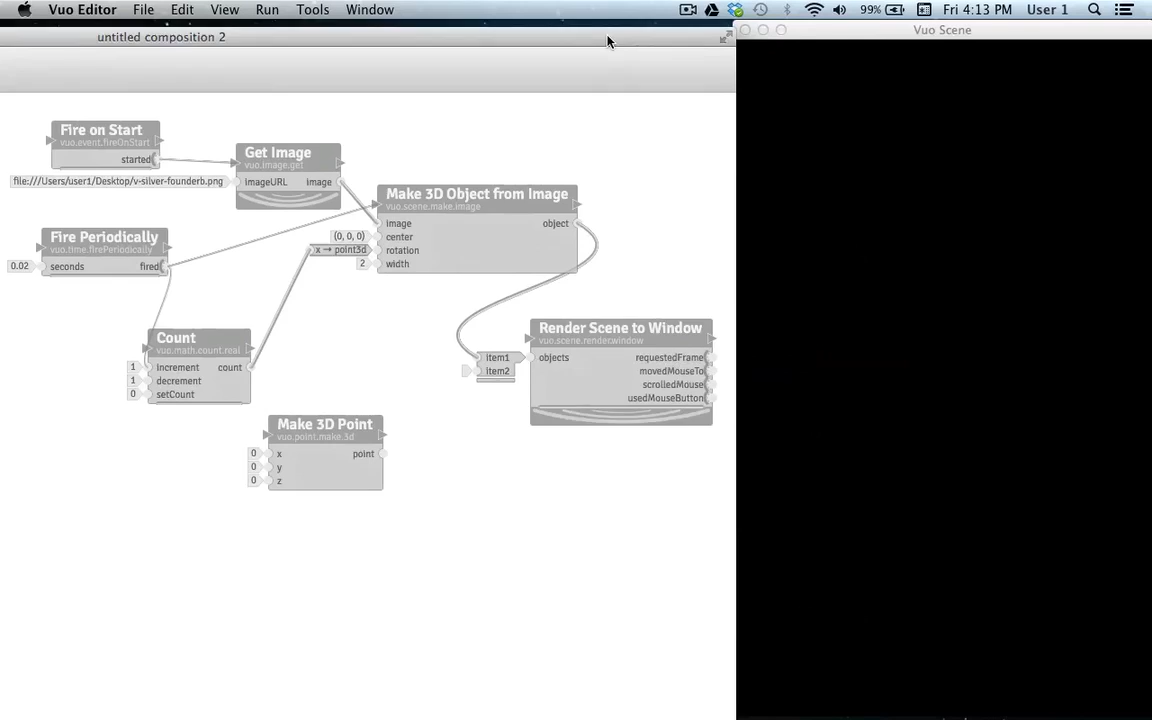 Vuo Editor File Edit View Run Tools Window 99% Fri 4:13 PM User 1
untitled composition 2
Vuo Scene
Fire on Start
vuo.event.fireOnStart
started
Get Image
vuo.image.get
file:///Users/user1/Desktop/v-silver-founderb.png imageURL image
Make 3D Object from Image
vuo.scene.make.image
image object
(0, 0, 0) center
x → point3d rotation
2 width
Fire Periodically
vuo.time.firePeriodically
0.02 seconds fired
Count
vuo.math.count.real
1 increment count
1 decrement
0 setCount
Render Scene to Window
vuo.scene.render.window
item1 objects requestedFrame
item2 movedMouseTo
scrolledMouse
usedMouseButton
Make 3D Point
vuo.point.make.3d
0 x point
0 y
0 z